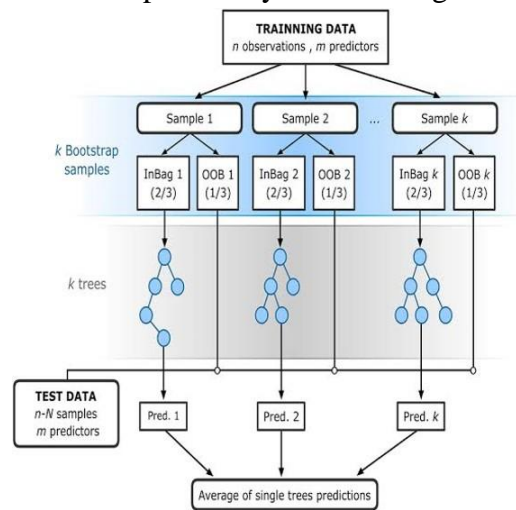 TRAINNING DATA
n observations , m predictors
Sample 1
Sample 2
...
Sample k
k Bootstrap
samples
InBag 1
(2/3)
OOB 1
(1/3)
InBag 2
(2/3)
OOB 2
(1/3)
InBag k
(2/3)
OOB k
(1/3)
k trees
TEST DATA
n-N samples
m predictors
Pred. 1
Pred. 2
Pred. k
Average of single trees predictions